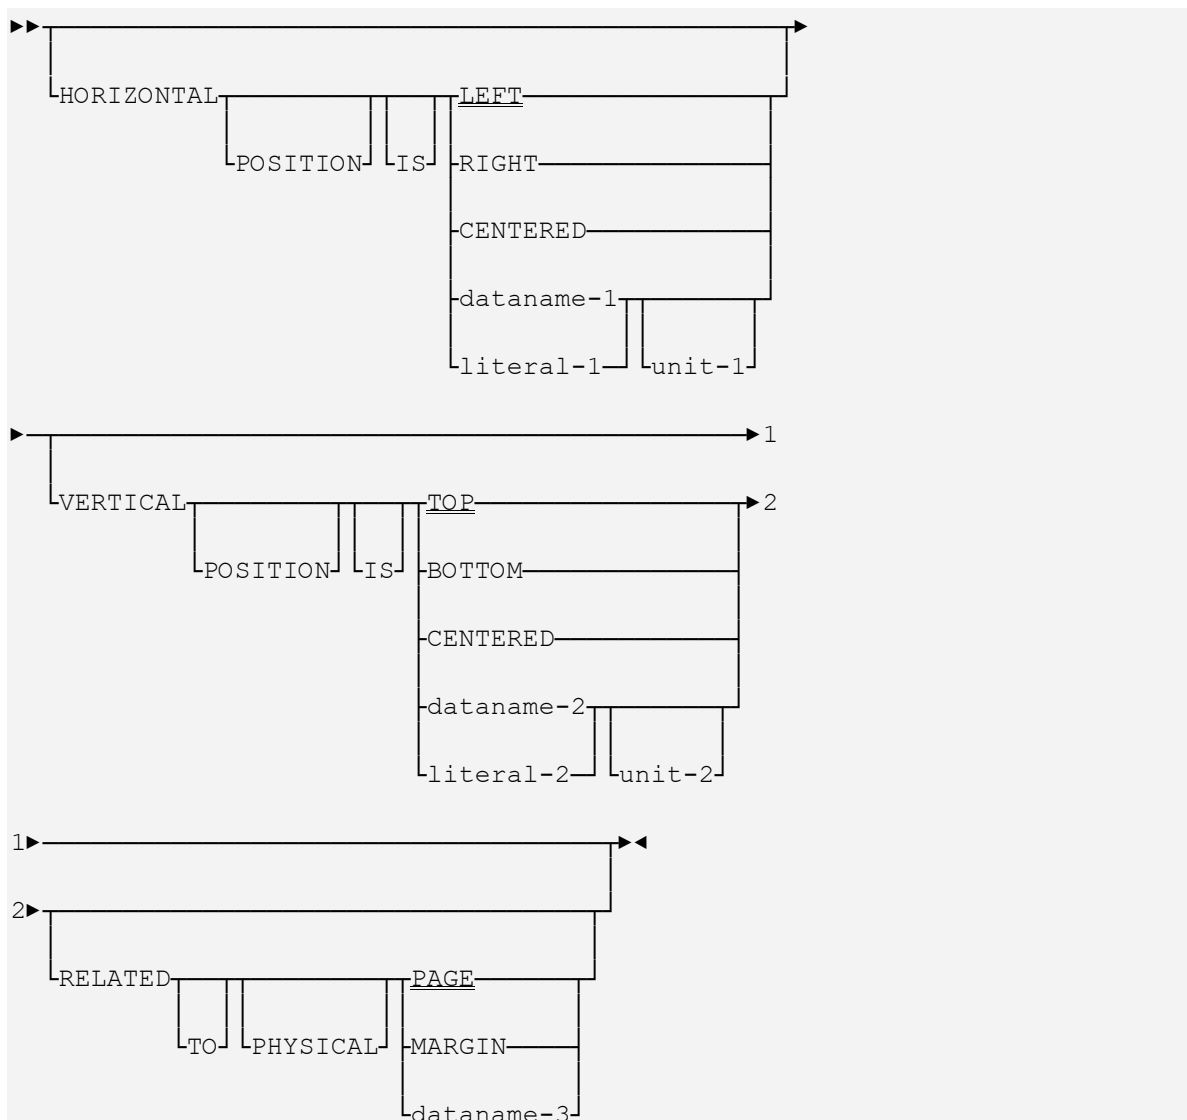 HORIZONTAL LEFT
POSITION IS RIGHT
CENTERED
dataname-1
literal-1 unit-1
1
VERTICAL TOP 2
POSITION IS BOTTOM
CENTERED
dataname-2
literal-2 unit-2
1
2
RELATED PAGE
TO PHYSICAL MARGIN
dataname-3